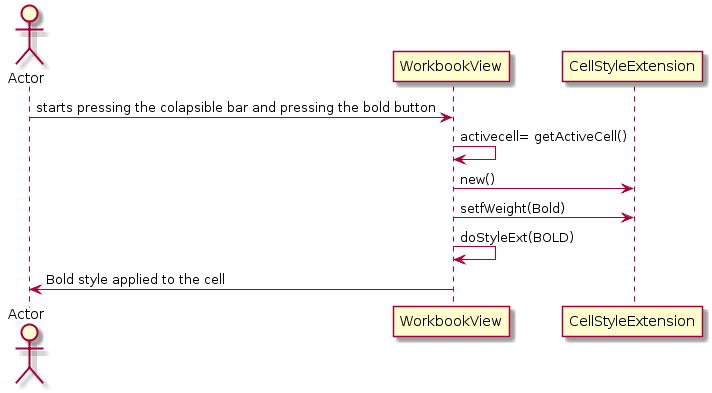 Actor
WorkbookView
CellStyleExtension
starts pressing the colapsible bar and pressing the bold button
activecell= getActiveCell()
new()
setfWeight(Bold)
doStyleExt(BOLD)
Bold style applied to the cell
Actor
WorkbookView
CellStyleExtension